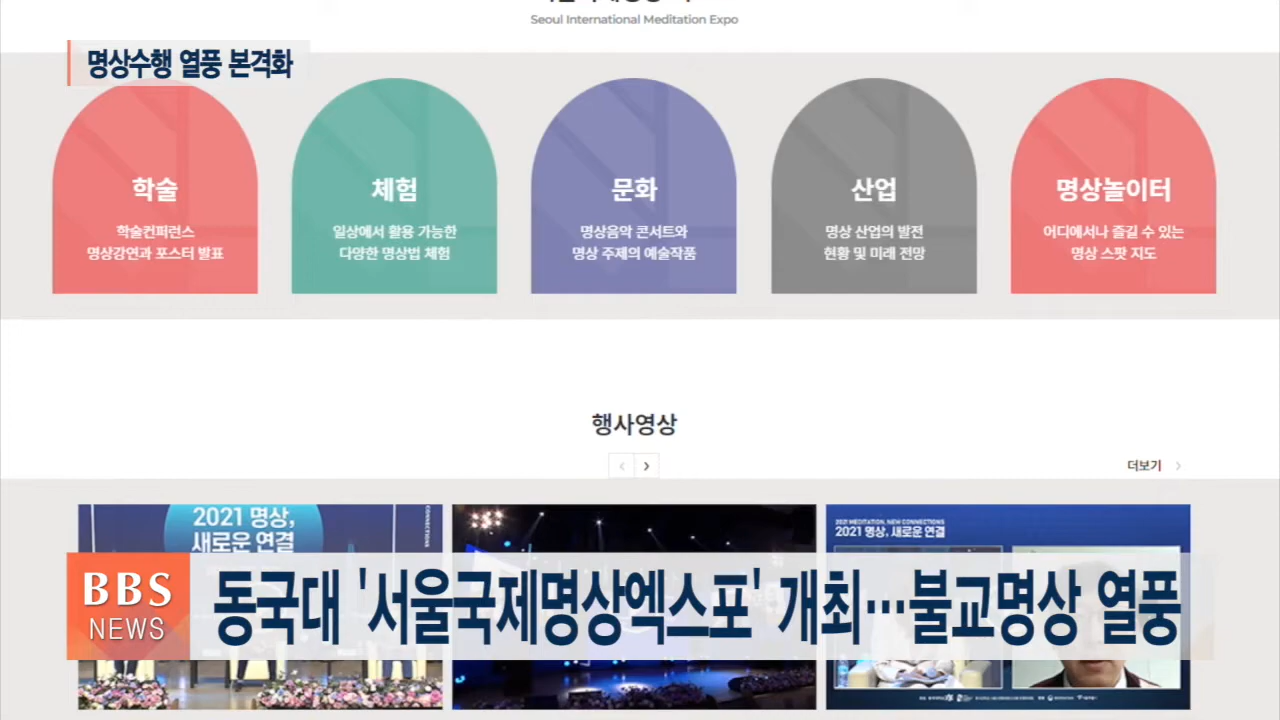 Seoul International Meditation Expo
명상수행 열풍 본격화
학술
학술컨퍼런스
명상강연과 포스터 발표
체험
일상에서 활용 가능한
다양한 명상법 체험
문화
명상음악 콘서트와
명상 주제의 예술작품
산업
명상 산업의 발전
현황 및 미래 전망
명상놀이터
어디에서나 즐길 수 있는
명상 스팟 지도
행사영상
더보기
2021 명상,
새로운 연결
CONNECTIONS
2021 MEDITATION, NEW CONNECTIONS
2021 명상, 새로운 연결
BBS
NEWS
동국대 '서울국제명상엑스포' 개최…불교명상 열풍